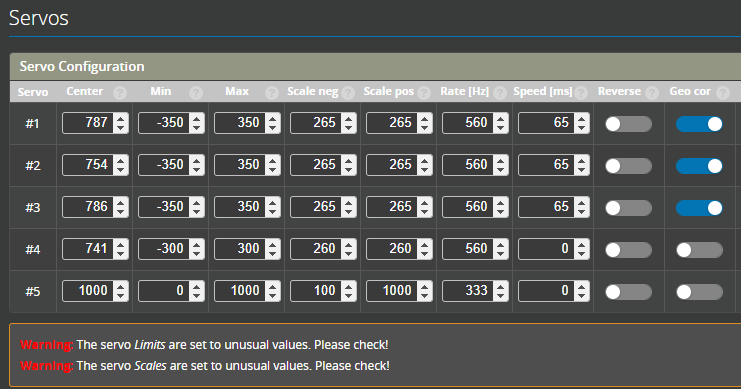 Servos
Servo Configuration
Servo Center ? Min ? Max ? Scale neg ? Scale pos ? Rate [Hz] ? Speed [ms] ? Reverse ? Geo cor ?
#1 787 -350 350 265 265 560 65
#2 754 -350 350 265 265 560 65
#3 786 -350 350 265 265 560 65
#4 741 -300 300 260 260 560 0
#5 1000 0 1000 100 1000 333 0
Warning: The servo Limits are set to unusual values. Please check!
Warning: The servo Scales are set to unusual values. Please check!